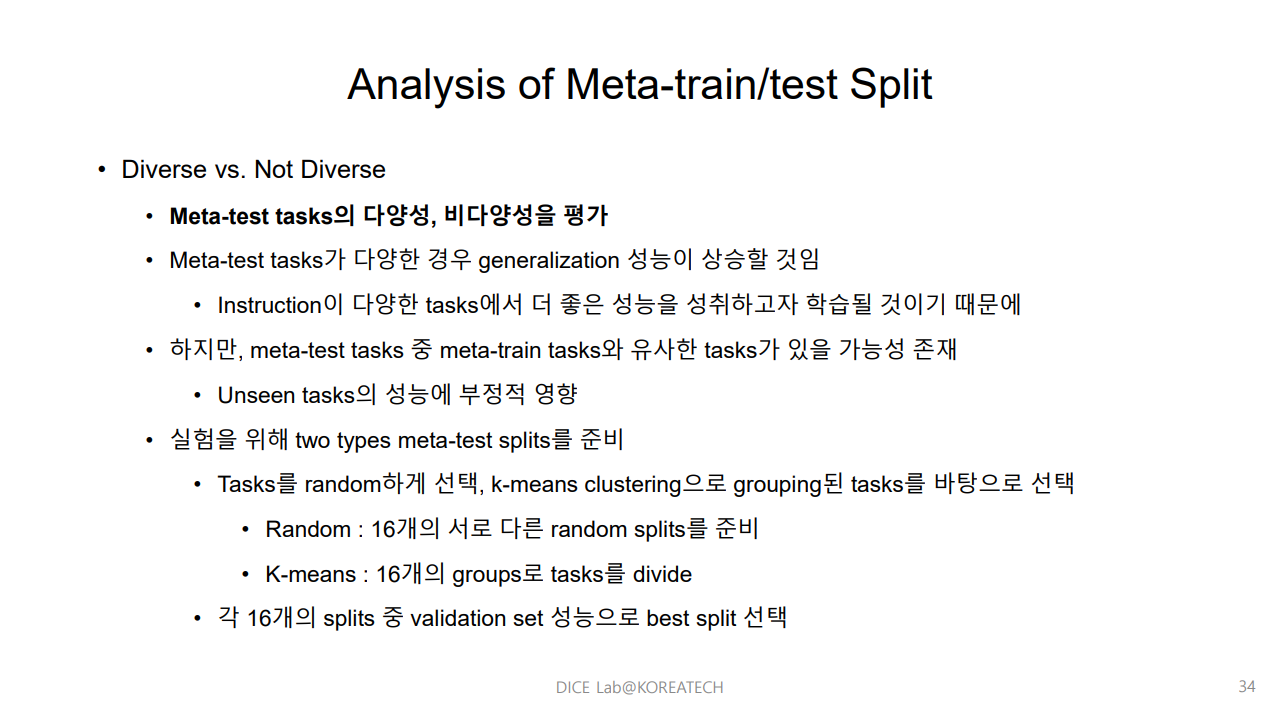 Analysis of Meta-train/test Split
• Diverse vs. Not Diverse
• Meta-test tasks의 다양성, 비다양성을 평가
• Meta-test tasks가 다양한 경우 generalization 성능이 상승할 것임
• Instruction이 다양한 tasks에서 더 좋은 성능을 성취하고자 학습될 것이기 때문에
• 하지만, meta-test tasks 중 meta-train tasks와 유사한 tasks가 있을 가능성 존재
• Unseen tasks의 성능에 부정적 영향
• 실험을 위해 two types meta-test splits를 준비
• Tasks를 random하게 선택, k-means clustering으로 grouping된 tasks를 바탕으로 선택
• Random : 16개의 서로 다른 random splits를 준비
• K-means : 16개의 groups로 tasks를 divide
• 각 16개의 splits 중 validation set 성능으로 best split 선택
DICE Lab@KOREATECH
34